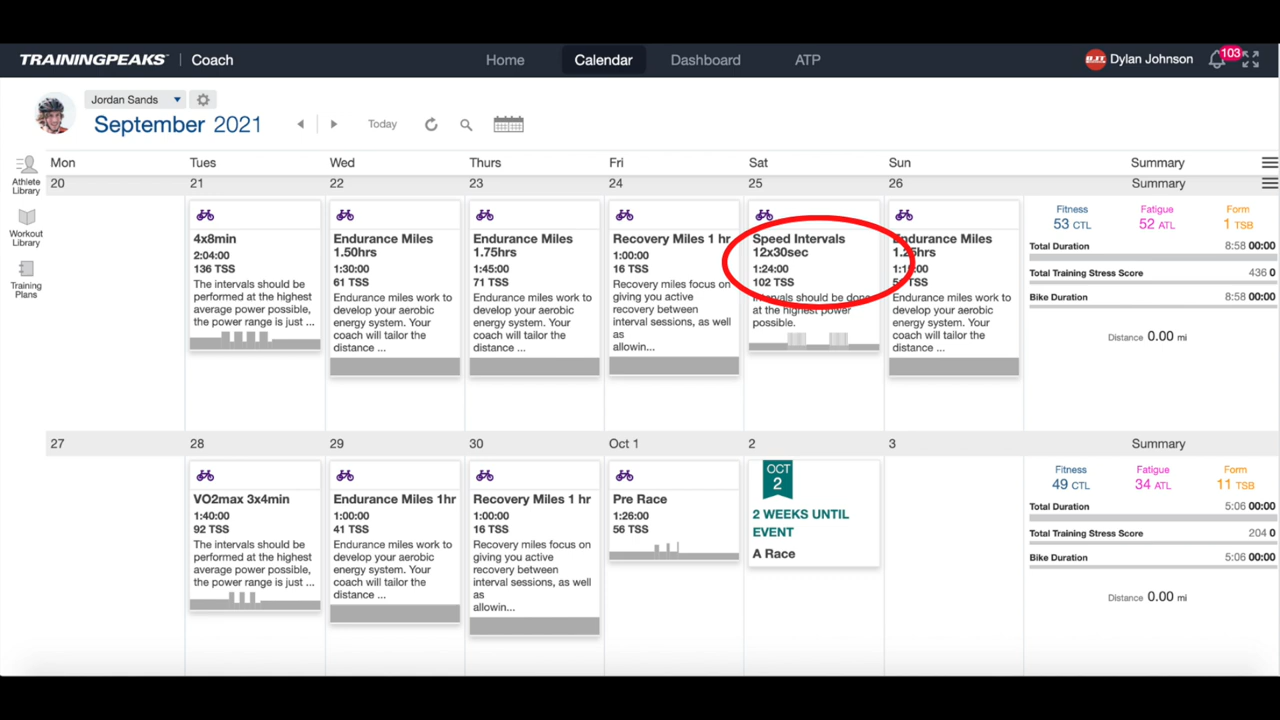 TRAININGPEAKS | Coach
Home
Calendar
Dashboard
ATP
Dylan Johnson
103
Jordan Sands
September 2021
Today
Athlete
Library
Workout
Library
Training
Plans
Mon
Tues
Wed
Thurs
Fri
Sat
Sun
Summary
20
21
22
23
24
25
26
Summary
4x8min
2:04:00
136 TSS
The intervals should be
performed at the highest
average power possible,
the power range is just ...
Endurance Miles
1.50hrs
1:30:00
61 TSS
Endurance miles work to
develop your aerobic
energy system. Your
coach will tailor the
distance ...
Endurance Miles
1.75hrs
1:45:00
71 TSS
Endurance miles work to
develop your aerobic
energy system. Your
coach will tailor the
distance ...
Recovery Miles 1 hr
1:00:00
16 TSS
Recovery miles focus on
giving you active
recovery between
interval sessions, as well
as
allowin...
Speed Intervals
12x30sec
1:24:00
102 TSS
Intervals should be done
at the highest power
possible.
Endurance Miles
1.25hrs
TSS
Endurance miles work to
develop your aerobic
energy system. Your
coach will tailor the
distance ...
Fitness
53 CTL
Fatigue
52 ATL
Form
1 TSB
Total Duration 8:58 00:00
Total Training Stress Score 436 0
Bike Duration 8:58 00:00
Distance 0.00 mi
27
28
29
30
Oct 1
2
3
Summary
VO2max 3x4min
1:40:00
92 TSS
The intervals should be
performed at the highest
average power possible,
the power range is just ...
Endurance Miles 1hr
1:00:00
41 TSS
Endurance miles work to
develop your aerobic
energy system. Your
coach will tailor the
distance ...
Recovery Miles 1 hr
1:00:00
16 TSS
Recovery miles focus on
giving you active
recovery between
interval sessions, as well
as
allowin...
Pre Race
1:26:00
56 TSS
OCT
2
2 WEEKS UNTIL
EVENT
A Race
Fitness
49 CTL
Fatigue
34 ATL
Form
11 TSB
Total Duration 5:06 00:00
Total Training Stress Score 204 0
Bike Duration 5:06 00:00
Distance 0.00 mi